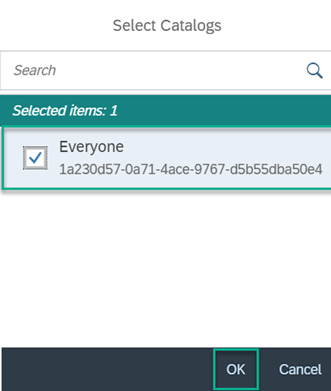 Select Catalogs
Search
Selected items: 1
Everyone
1a230d57-0a71-4ace-9767-d5b55dba50e4
OK Cancel